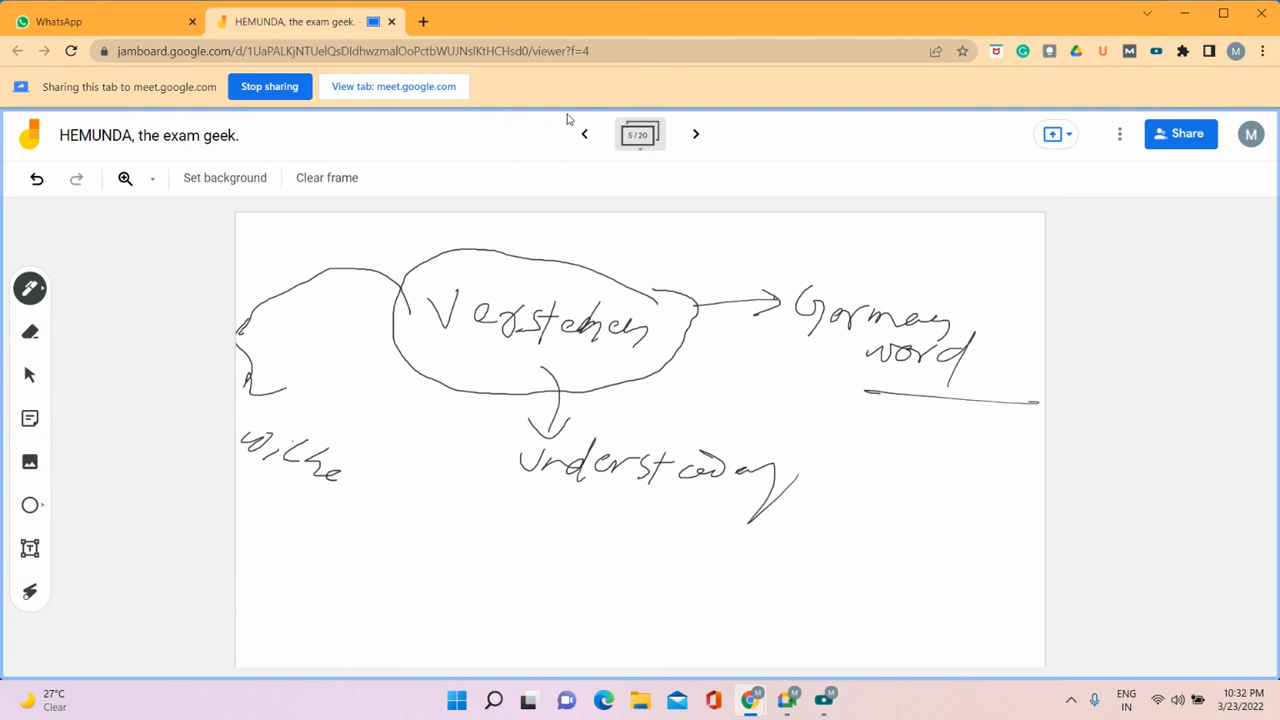 WhatsApp
HEMUNDA, the exam geek.
jamboard.google.com/d/1UaPALKjNTUelQsDIdhwzmalOoPctbWUJNslKtHCHsd0/viewer?f=4
Sharing this tab to meet.google.com
Stop sharing
View tab: meet.google.com
HEMUNDA, the exam geek.
5 / 20
Share
M
Set background
Clear frame
Verstehen
German
word
understanding
27°C
Clear
ENG
IN
10:32 PM
3/23/2022